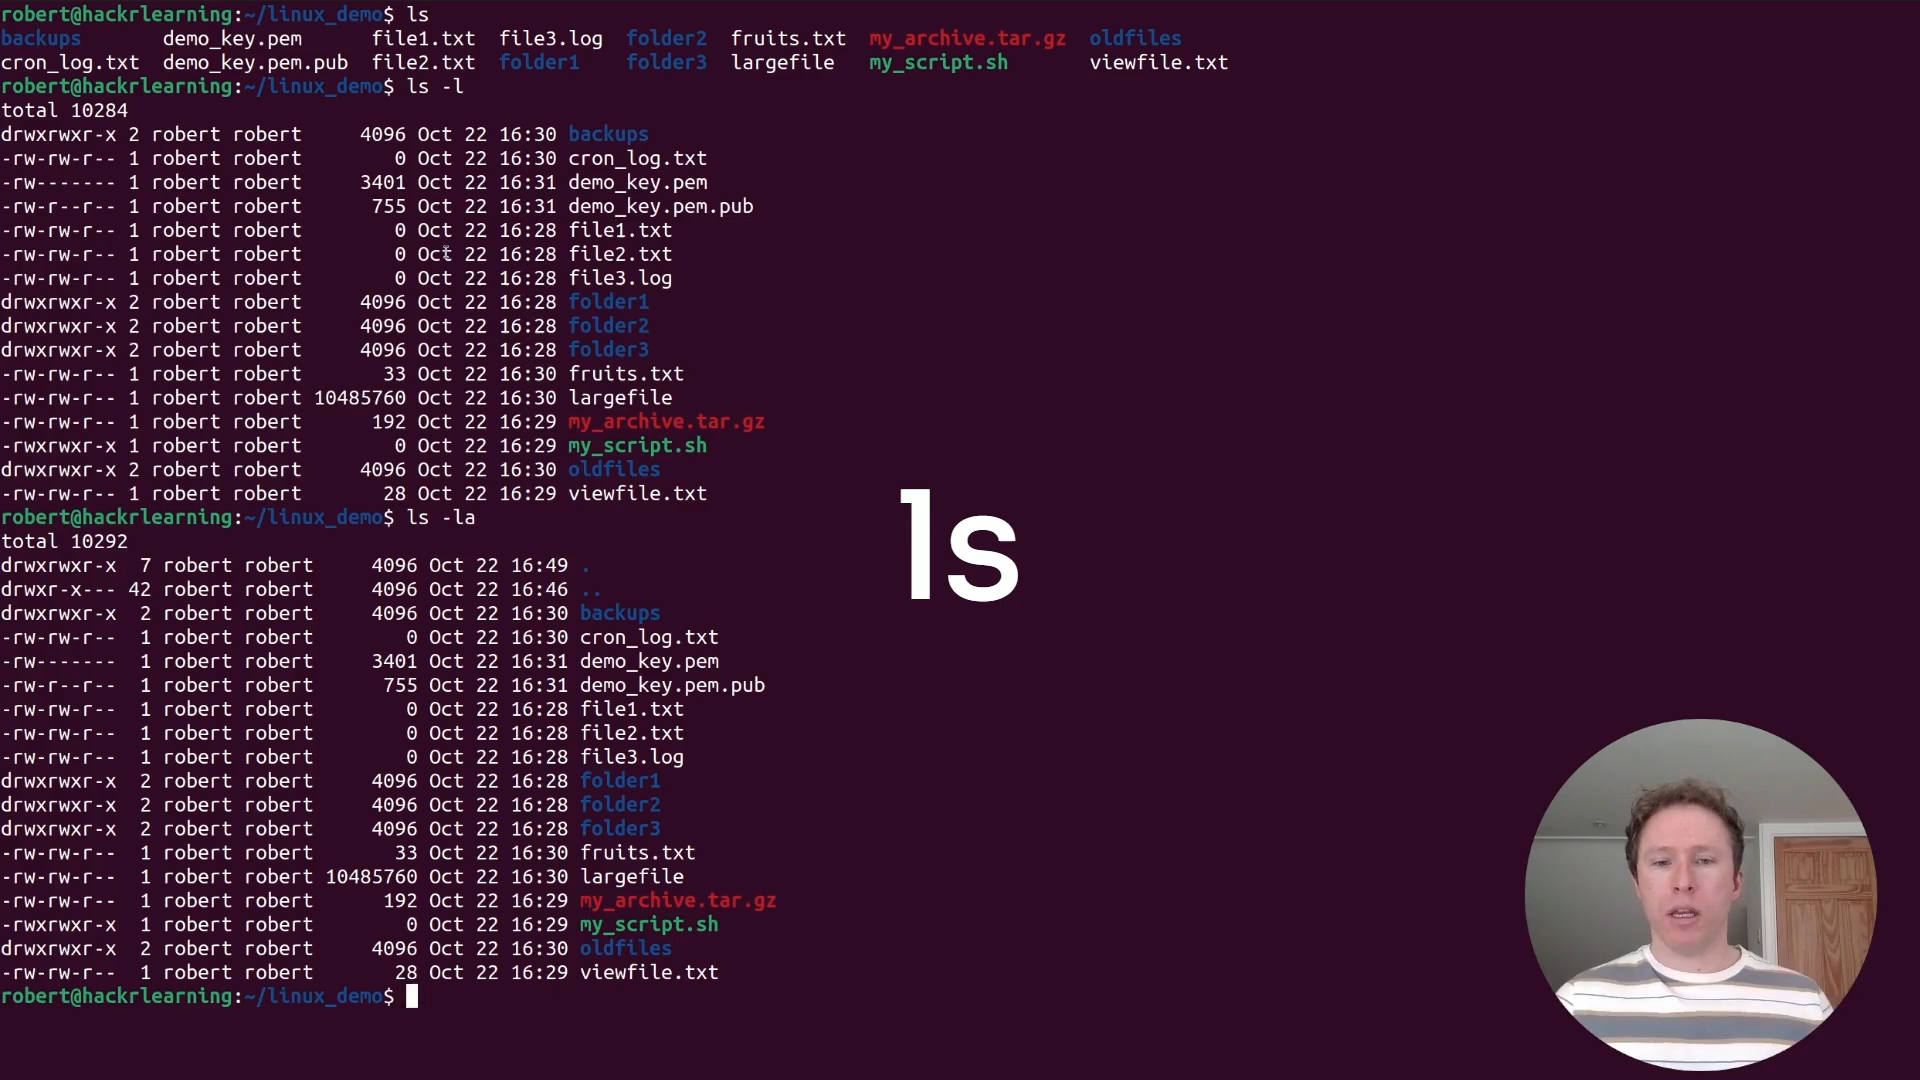 robert@hackrlearning:~/linux_demo$ ls
backups demo_key.pem file1.txt file3.log folder2 fruits.txt my_archive.tar.gz oldfiles
cron_log.txt demo_key.pem.pub file2.txt folder1 folder3 largefile my_script.sh viewfile.txt
robert@hackrlearning:~/linux_demo$ ls -l
total 10284
drwxrwxr-x 2 robert robert 4096 Oct 22 16:30 backups
-rw-rw-r-- 1 robert robert 0 Oct 22 16:30 cron_log.txt
-rw------- 1 robert robert 3401 Oct 22 16:31 demo_key.pem
-rw-r--r-- 1 robert robert 755 Oct 22 16:31 demo_key.pem.pub
-rw-rw-r-- 1 robert robert 0 Oct 22 16:28 file1.txt
-rw-rw-r-- 1 robert robert 0 Oct 22 16:28 file2.txt
-rw-rw-r-- 1 robert robert 0 Oct 22 16:28 file3.log
drwxrwxr-x 2 robert robert 4096 Oct 22 16:28 folder1
drwxrwxr-x 2 robert robert 4096 Oct 22 16:28 folder2
drwxrwxr-x 2 robert robert 4096 Oct 22 16:28 folder3
-rw-rw-r-- 1 robert robert 33 Oct 22 16:30 fruits.txt
-rw-rw-r-- 1 robert robert 10485760 Oct 22 16:30 largefile
-rw-rw-r-- 1 robert robert 192 Oct 22 16:29 my_archive.tar.gz
-rwxrwxr-x 1 robert robert 0 Oct 22 16:29 my_script.sh
drwxrwxr-x 2 robert robert 4096 Oct 22 16:30 oldfiles
-rw-rw-r-- 1 robert robert 28 Oct 22 16:29 viewfile.txt
robert@hackrlearning:~/linux_demo$ ls -la
total 10292
drwxrwxr-x 7 robert robert 4096 Oct 22 16:49 .
drwxr-x--- 42 robert robert 4096 Oct 22 16:46 ..
drwxrwxr-x 2 robert robert 4096 Oct 22 16:30 backups
-rw-rw-r-- 1 robert robert 0 Oct 22 16:30 cron_log.txt
-rw------- 1 robert robert 3401 Oct 22 16:31 demo_key.pem
-rw-r--r-- 1 robert robert 755 Oct 22 16:31 demo_key.pem.pub
-rw-rw-r-- 1 robert robert 0 Oct 22 16:28 file1.txt
-rw-rw-r-- 1 robert robert 0 Oct 22 16:28 file2.txt
-rw-rw-r-- 1 robert robert 0 Oct 22 16:28 file3.log
drwxrwxr-x 2 robert robert 4096 Oct 22 16:28 folder1
drwxrwxr-x 2 robert robert 4096 Oct 22 16:28 folder2
drwxrwxr-x 2 robert robert 4096 Oct 22 16:28 folder3
-rw-rw-r-- 1 robert robert 33 Oct 22 16:30 fruits.txt
-rw-rw-r-- 1 robert robert 10485760 Oct 22 16:30 largefile
-rw-rw-r-- 1 robert robert 192 Oct 22 16:29 my_archive.tar.gz
-rwxrwxr-x 1 robert robert 0 Oct 22 16:29 my_script.sh
drwxrwxr-x 2 robert robert 4096 Oct 22 16:30 oldfiles
-rw-rw-r-- 1 robert robert 28 Oct 22 16:29 viewfile.txt
robert@hackrlearning:~/linux_demo$
ls